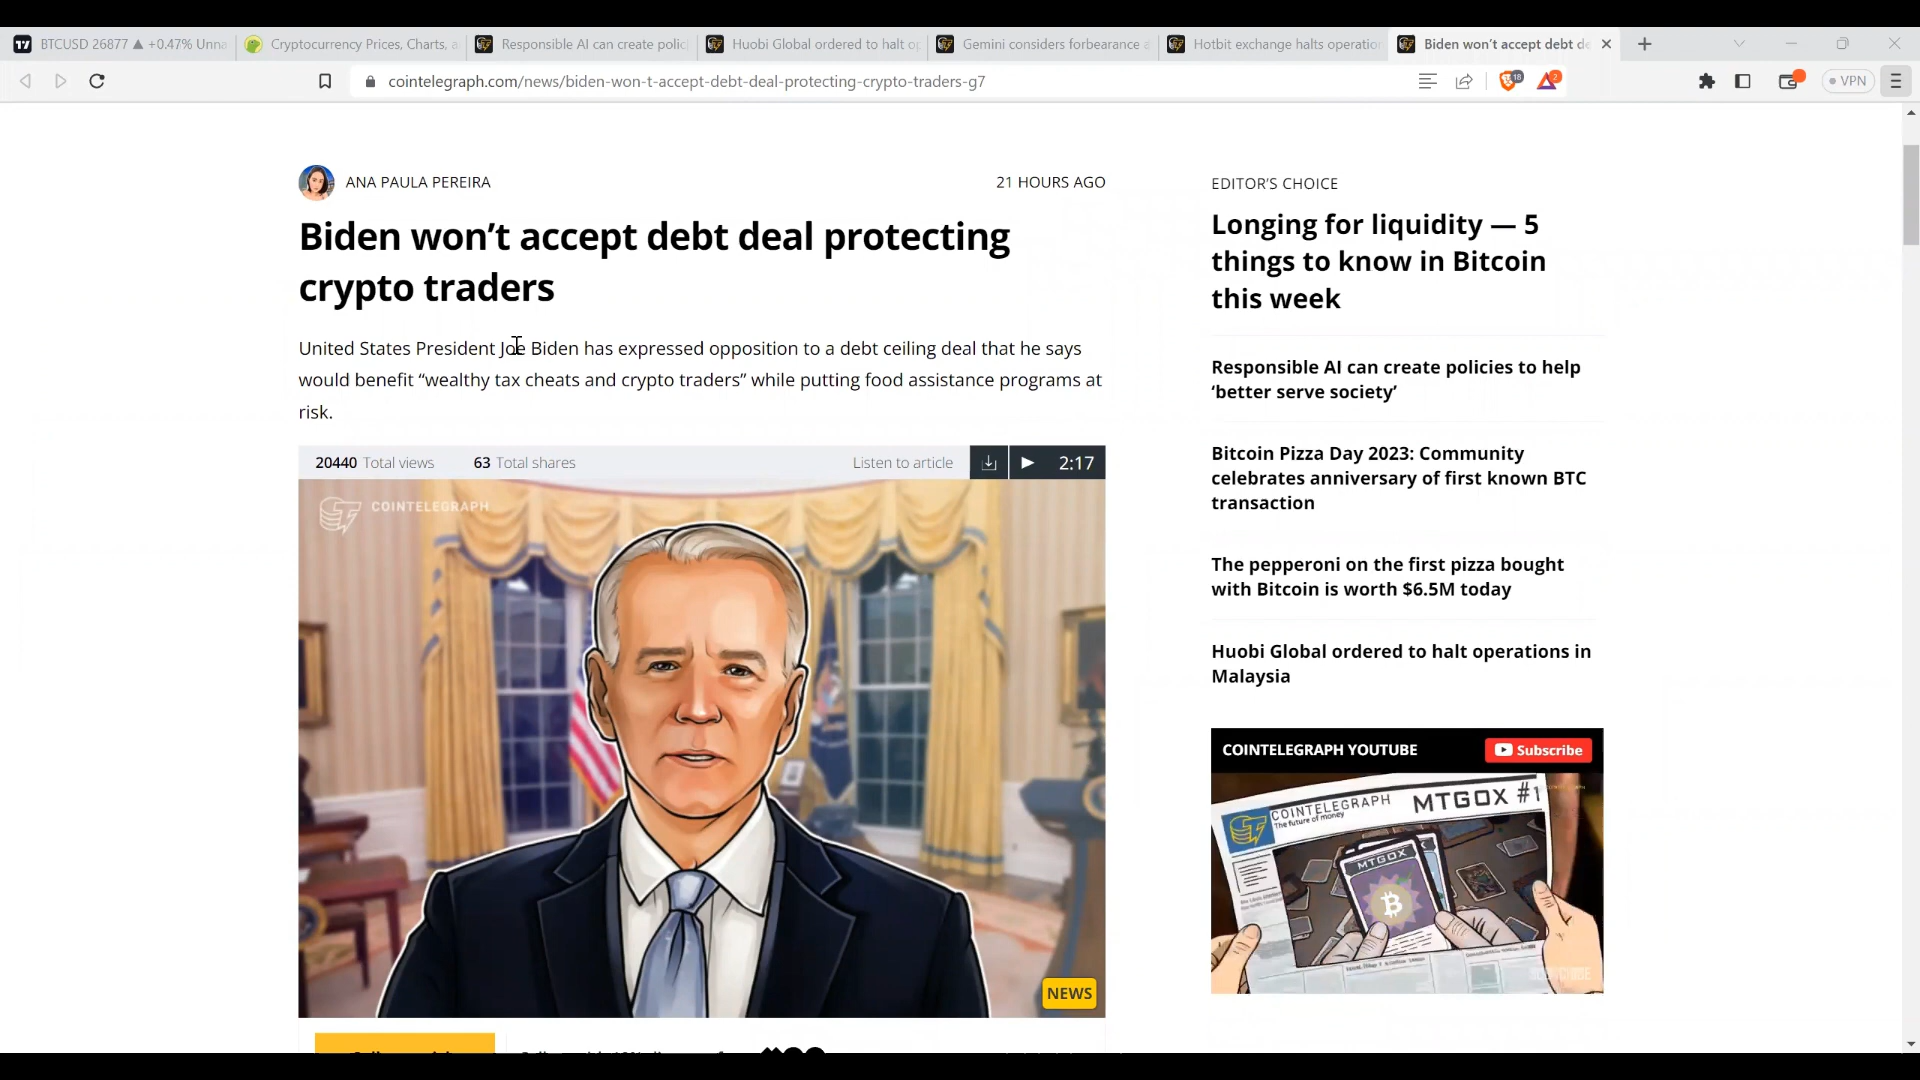 BTCUSD 26877 ▲ +0.47% Unna
Cryptocurrency Prices, Charts, a
Responsible AI can create polic
Huobi Global ordered to halt op
Gemini considers forbearance a
Hotbit exchange halts operation
Biden won't accept debt de
cointelegraph.com/news/biden-won-t-accept-debt-deal-protecting-crypto-traders-g7
18
2
VPN
ANA PAULA PEREIRA
21 HOURS AGO
Biden won't accept debt deal protecting
crypto traders
United States President Joe Biden has expressed opposition to a debt ceiling deal that he says
would benefit “wealthy tax cheats and crypto traders” while putting food assistance programs at
risk.
20440 Total views
63 Total shares
Listen to article
2:17
COINTELEGRAPH
NEWS
EDITOR'S CHOICE
Longing for liquidity — 5
things to know in Bitcoin
this week
Responsible AI can create policies to help
‘better serve society’
Bitcoin Pizza Day 2023: Community
celebrates anniversary of first known BTC
transaction
The pepperoni on the first pizza bought
with Bitcoin is worth $6.5M today
Huobi Global ordered to halt operations in
Malaysia
COINTELEGRAPH YOUTUBE
Subscribe
COINTELEGRAPH
The future of money
MTGOX #1
MTGOX